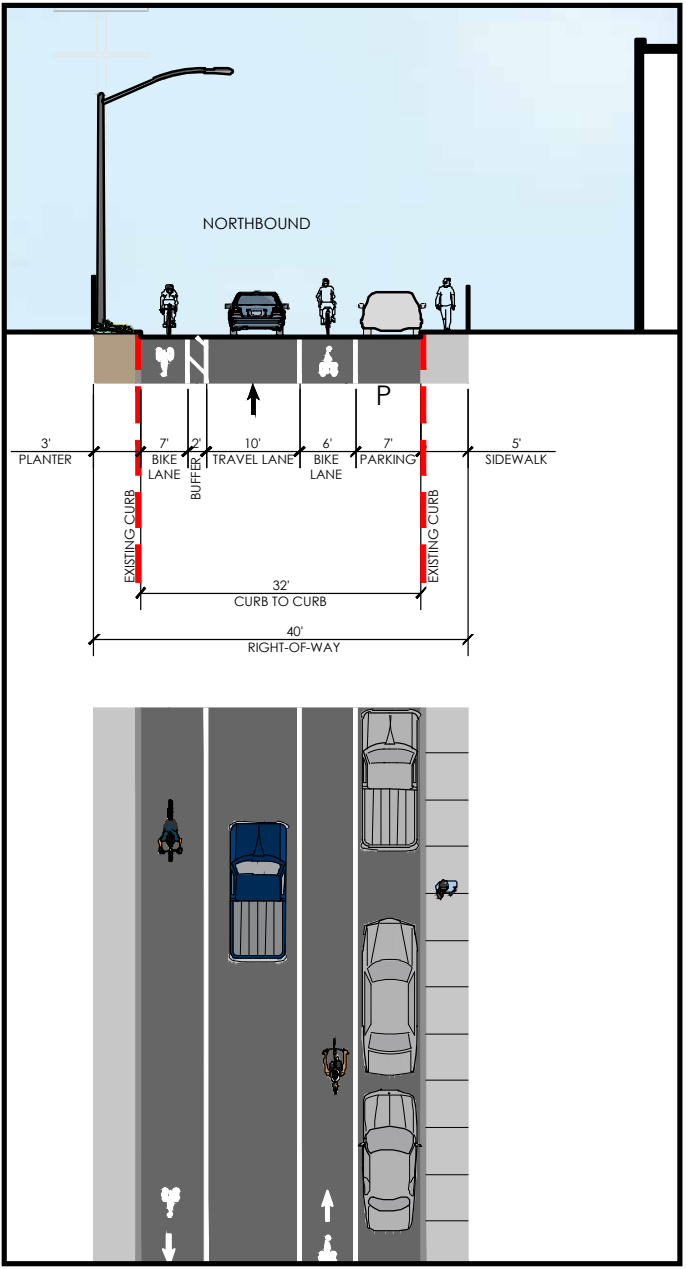 NORTHBOUND
P
3'
PLANTER
7'
BIKE
LANE
2'
BUFFER
10'
TRAVEL LANE
6'
BIKE
LANE
7'
PARKING
5'
SIDEWALK
EXISTING CURB
EXISTING CURB
32'
CURB TO CURB
40'
RIGHT-OF-WAY